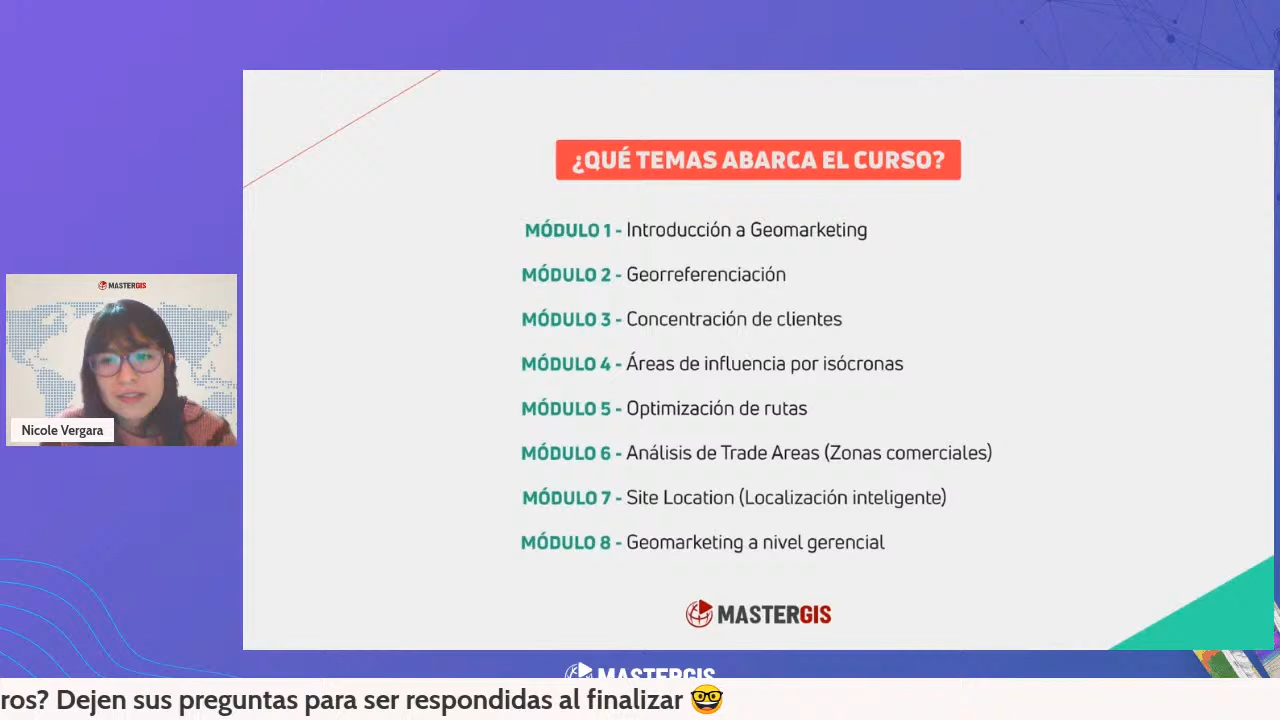 ¿QUÉ TEMAS ABARCA EL CURSO?
MÓDULO 1 - Introducción a Geomarketing
MÓDULO 2 - Georreferenciación
MÓDULO 3 - Concentración de clientes
MÓDULO 4 - Áreas de influencia por isócronas
MÓDULO 5 - Optimización de rutas
MÓDULO 6 - Análisis de Trade Areas (Zonas comerciales)
MÓDULO 7 - Site Location (Localización inteligente)
MÓDULO 8 - Geomarketing a nivel gerencial
MASTERGIS
MASTERGIS
Nicole Vergara
MASTERGIS
ros? Dejen sus preguntas para ser respondidas al finalizar 🤓